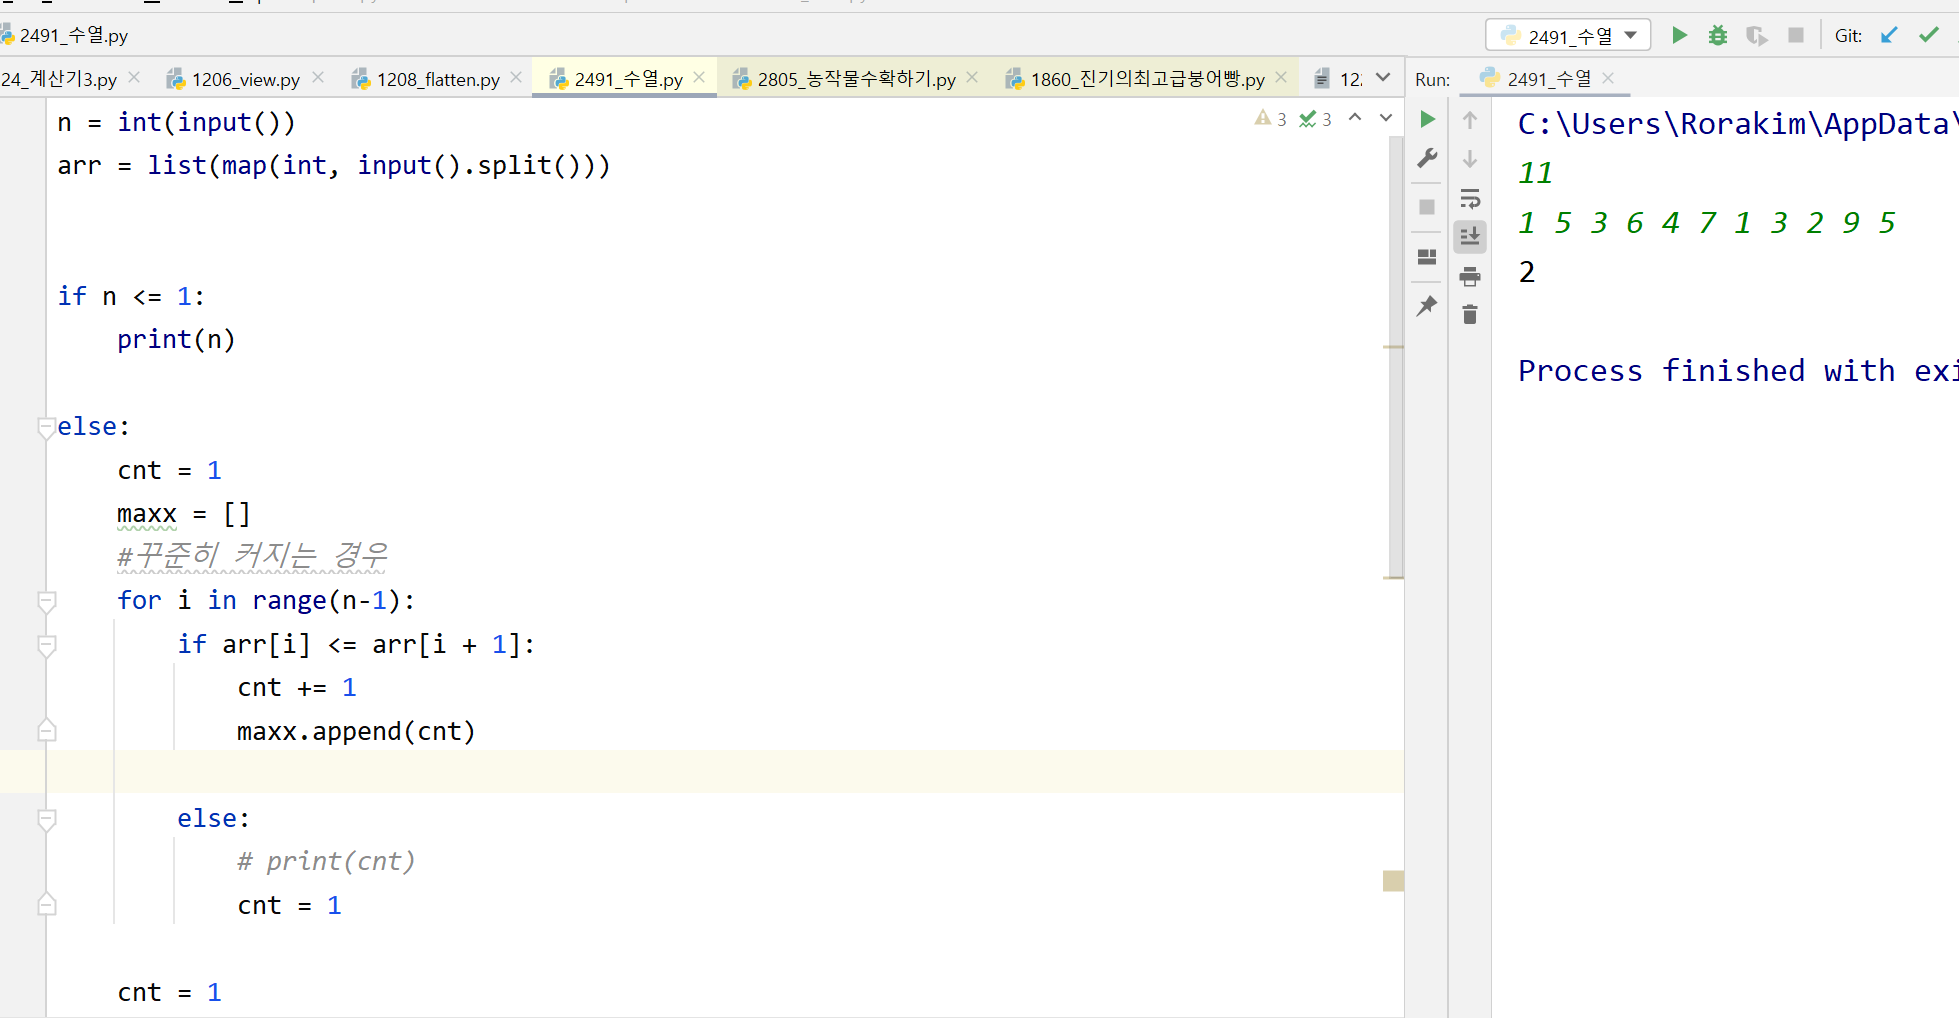 2491_수열.py
2491_수열
Git:
24_계산기3.py
1206_view.py
1208_flatten.py
2491_수열.py
2805_농작물수확하기.py
1860_진기의최고급붕어빵.py
12
Run:
2491_수열
3
3
n = int(input())
arr = list(map(int, input().split()))
if n <= 1:
print(n)
else:
cnt = 1
maxx = []
#꾸준히 커지는 경우
for i in range(n-1):
if arr[i] <= arr[i + 1]:
cnt += 1
maxx.append(cnt)
else:
# print(cnt)
cnt = 1
cnt = 1
C:\Users\Rorakim\AppData\
11
1 5 3 6 4 7 1 3 2 9 5
2
Process finished with exi